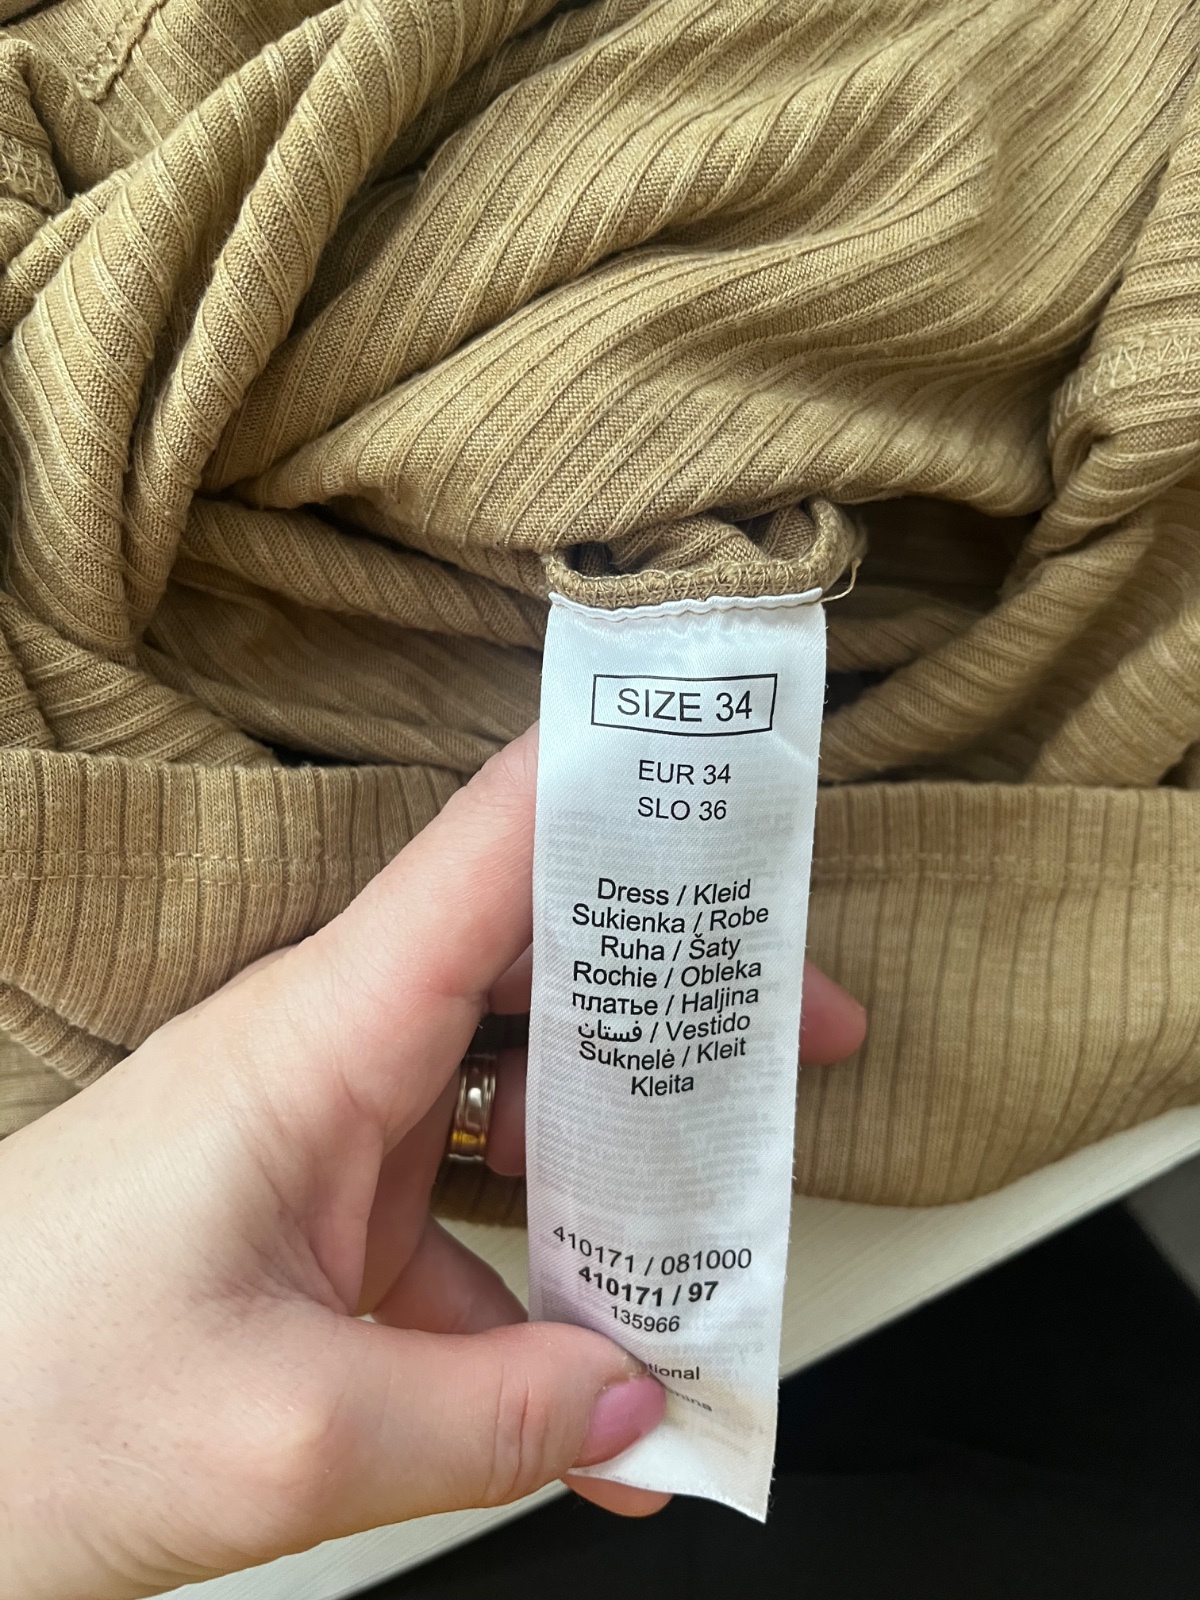 SIZE 34
EUR 34
SLO 36
Dress / Kleid
Sukienka / Robe
Ruha / Šaty
Rochie / Obleka
платье / Haljina
فستان / Vestido
Suknelė / Kleit
Kleita
410171 / 081000
410171 / 97
135966